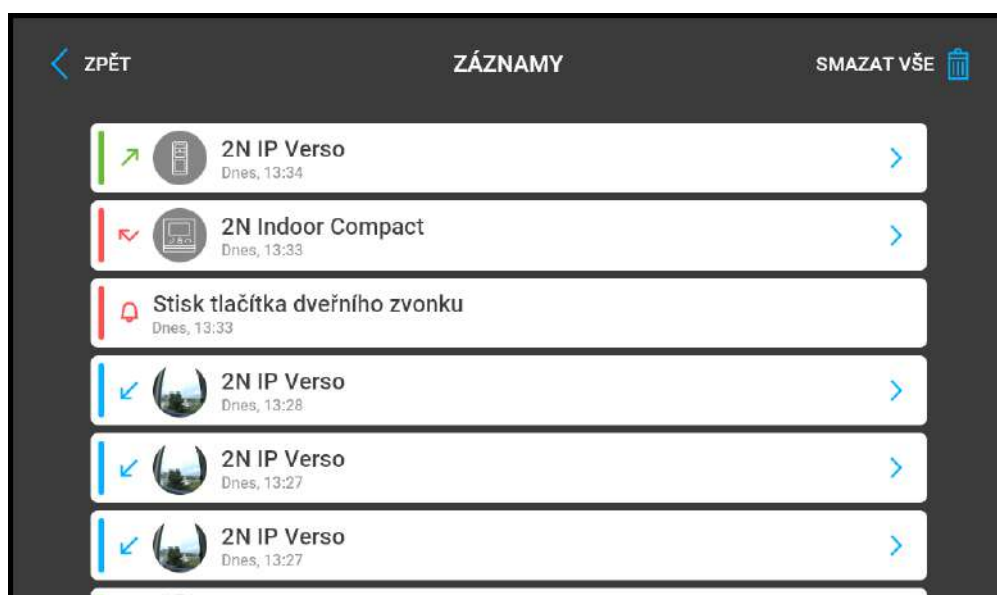 ZPĚT
ZÁZNAMY
SMAZAT VŠE
2N IP Verso
Dnes, 13:34
2N Indoor Compact
Dnes, 13:33
Stisk tlačítka dveřního zvonku
Dnes, 13:33
2N IP Verso
Dnes, 13:28
2N IP Verso
Dnes, 13:27
2N IP Verso
Dnes, 13:27